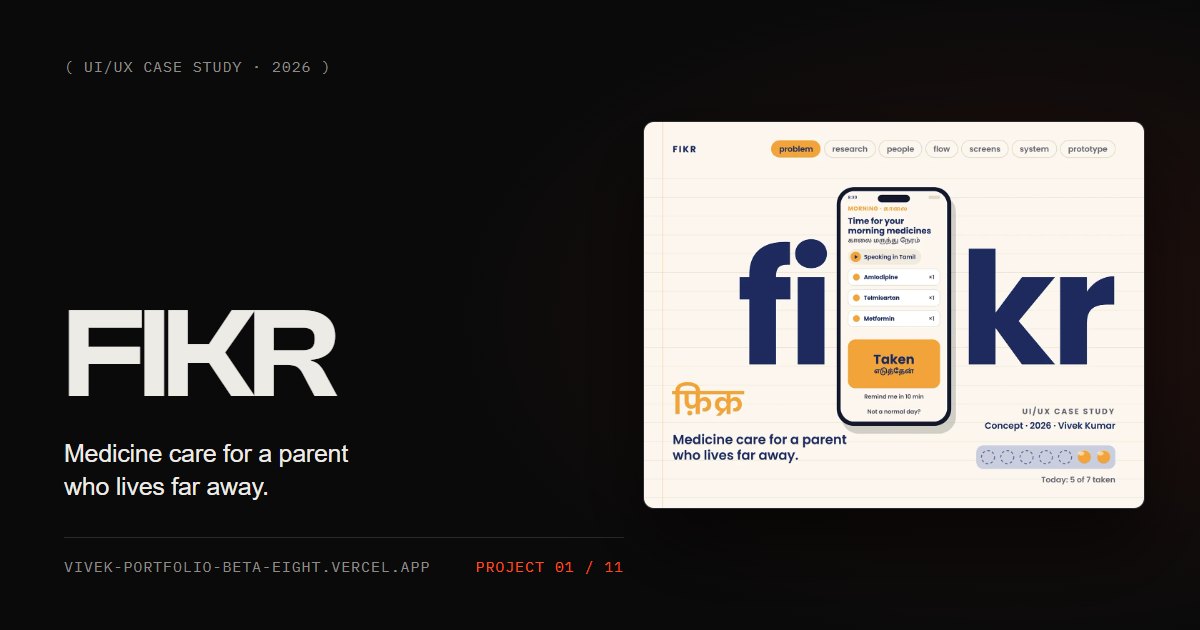 ( UI/UX CASE STUDY · 2026 )
FIKR
Medicine care for a parent
who lives far away.
VIVEK-PORTFOLIO-BETA-EIGHT.VERCEL.APP
PROJECT 01 / 11
FIKR
problem
research
people
flow
screens
system
prototype
fi kr
MORNING · காலை
Time for your
morning medicines
காலை மருந்து நேரம்
Speaking in Tamil
Amlodipine ×1
Telmisartan ×1
Metformin ×1
Taken
எடுத்தேன்
Remind me in 10 min
Not a normal day?
फ़िक्र
Medicine care for a parent
who lives far away.
UI/UX CASE STUDY
Concept · 2026 · Vivek Kumar
Today: 5 of 7 taken